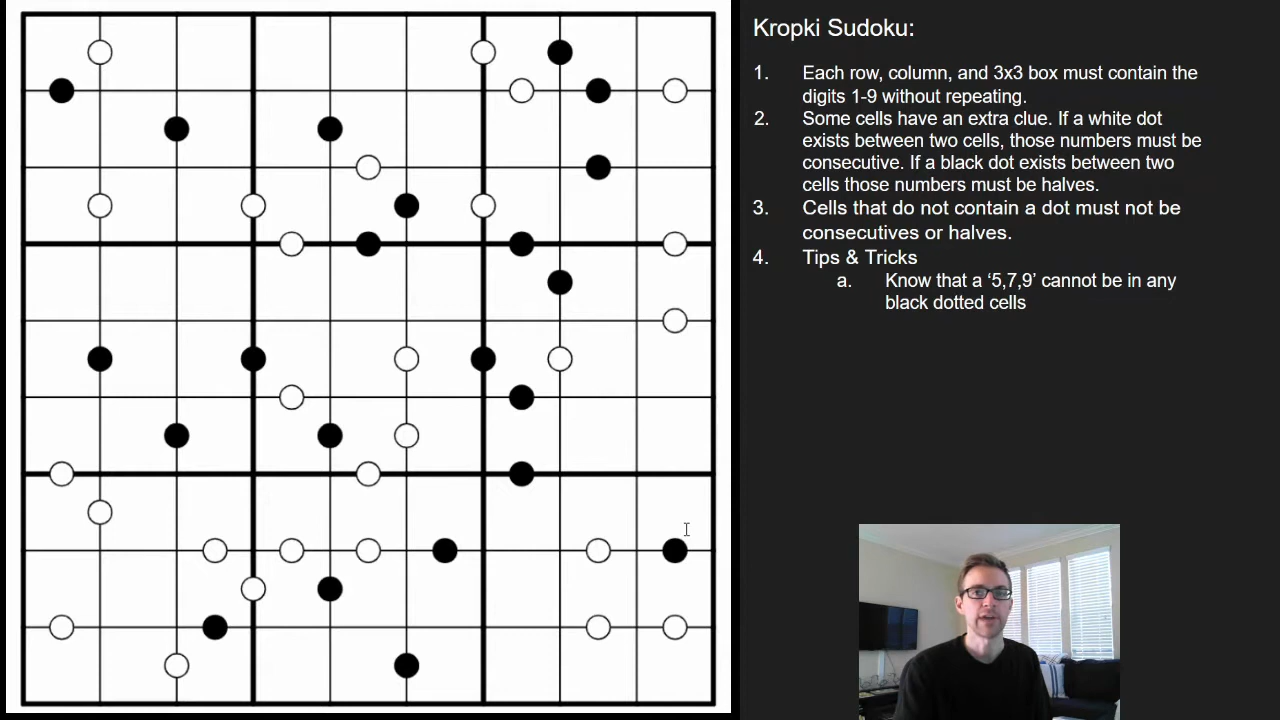 Kropki Sudoku:
1. Each row, column, and 3x3 box must contain the
digits 1-9 without repeating.
2. Some cells have an extra clue. If a white dot
exists between two cells, those numbers must be
consecutive. If a black dot exists between two
cells those numbers must be halves.
3. Cells that do not contain a dot must not be
consecutives or halves.
4. Tips & Tricks
a. Know that a ‘5,7,9’ cannot be in any
black dotted cells